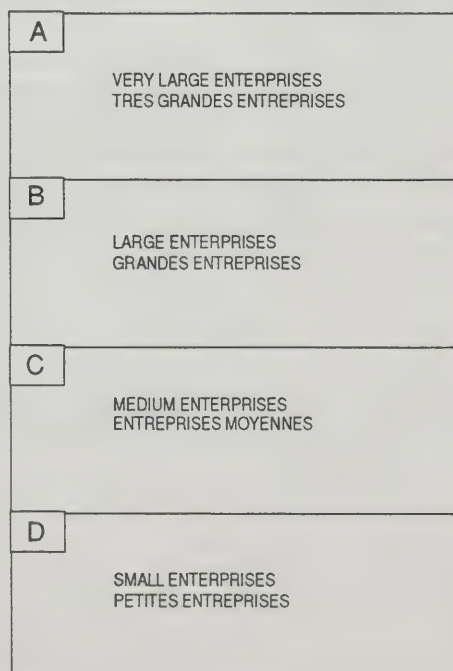 A
VERY LARGE ENTERPRISES
TRES GRANDES ENTREPRISES
B
LARGE ENTERPRISES
GRANDES ENTREPRISES
C
MEDIUM ENTERPRISES
ENTREPRISES MOYENNES
D
SMALL ENTERPRISES
PETITES ENTREPRISES